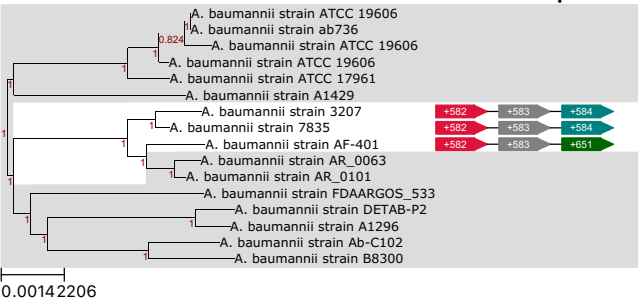 A. baumannii strain ATCC 19606
1 A. baumannii strain ab736
0.824 A. baumannii strain ATCC 19606
1 A. baumannii strain ATCC 19606
1 A. baumannii strain ATCC 17961
1 A. baumannii strain A1429
A. baumannii strain 3207 +582 +583 +584
1 1 A. baumannii strain 7835 +582 +583 +584
1 A. baumannii strain AF-401 +582 +583 +651
1 A. baumannii strain AR_0063
1 1 A. baumannii strain AR_0101
A. baumannii strain FDAARGOS_533
1 A. baumannii strain DETAB-P2
1 1 A. baumannii strain A1296
A. baumannii strain Ab-C102
1 A. baumannii strain B8300
0.00142206